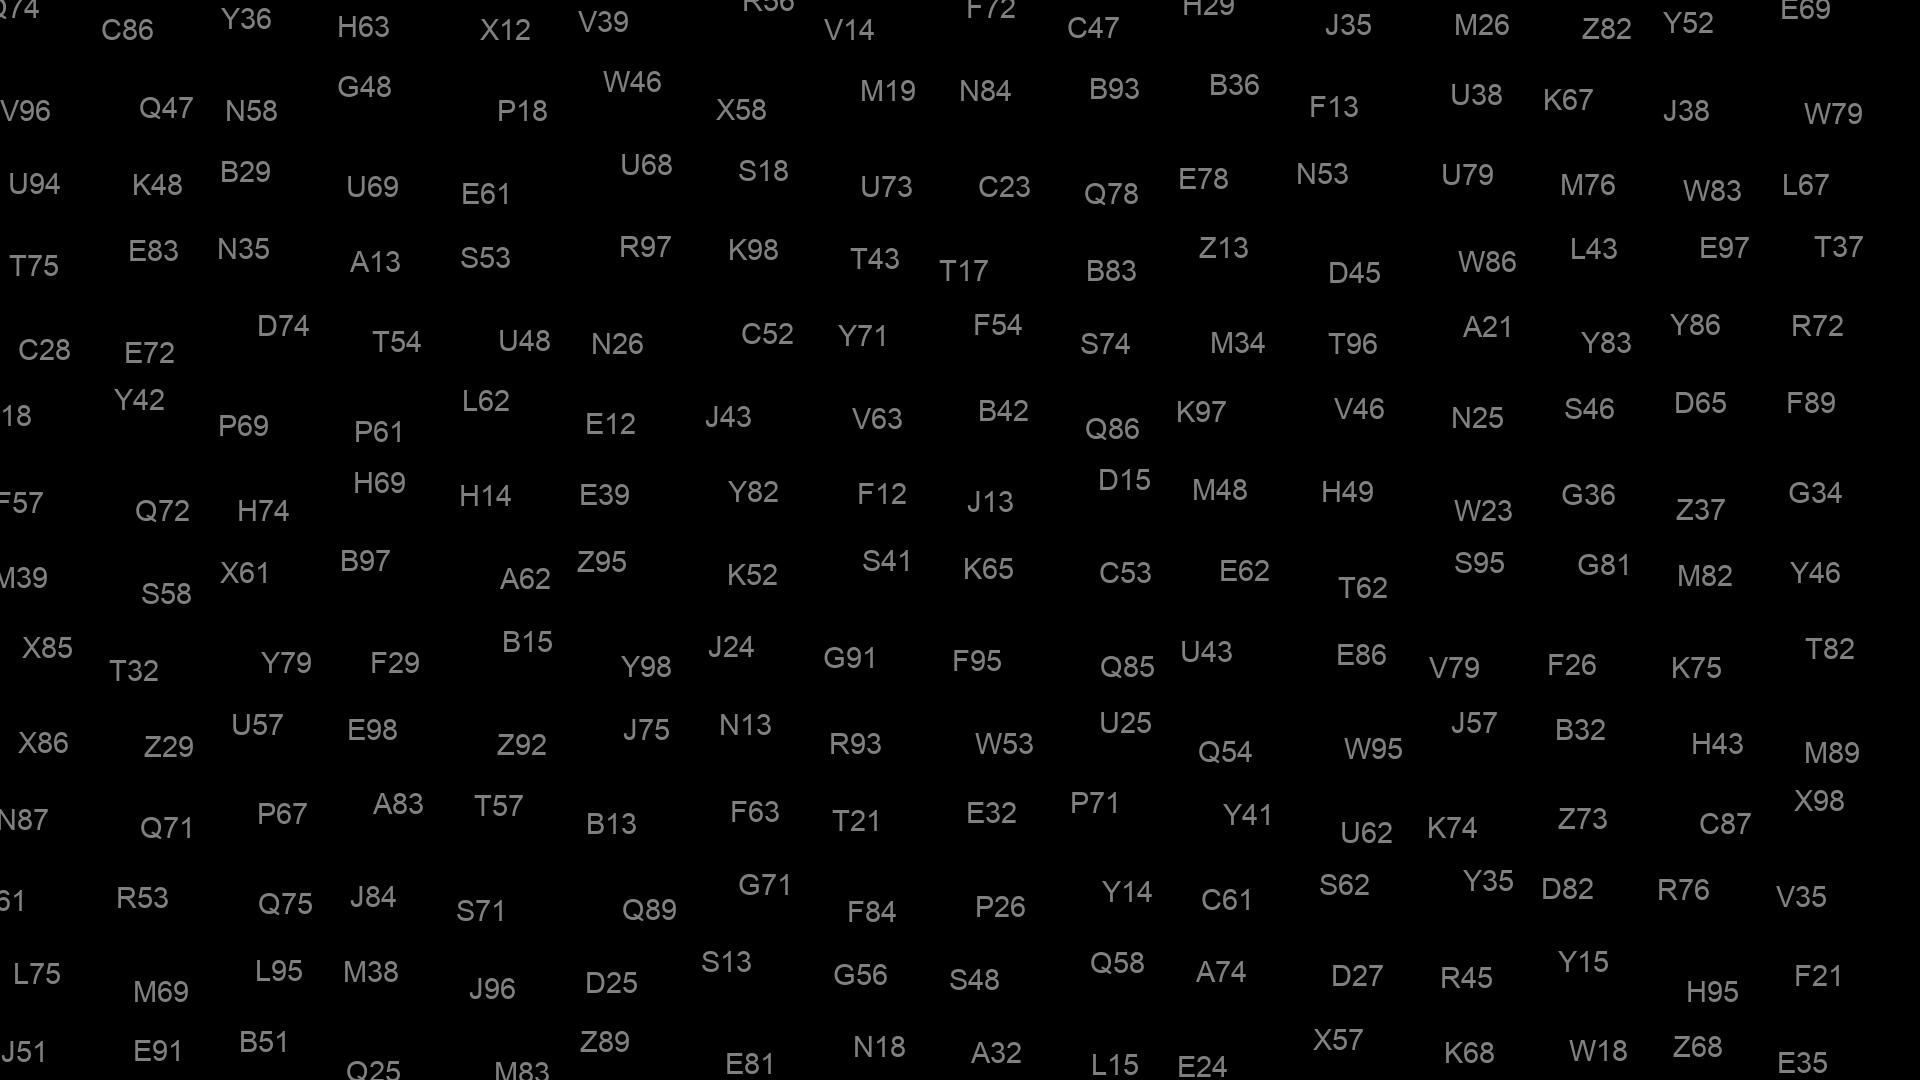 Q74 C86 Y36 H63 X12 V39 R56 V14 F72 C47 H29 J35 M26 Z82 Y52 E69
V96 Q47 N58 G48 P18 W46 X58 M19 N84 B93 B36 F13 U38 K67 J38 W79
U94 K48 B29 U69 E61 U68 S18 U73 C23 Q78 E78 N53 U79 M76 W83 L67
T75 E83 N35 A13 S53 R97 K98 T43 T17 B83 Z13 D45 W86 L43 E97 T37
C28 E72 D74 T54 U48 N26 C52 Y71 F54 S74 M34 T96 A21 Y83 Y86 R72
18 Y42 P69 P61 L62 E12 J43 V63 B42 Q86 K97 V46 N25 S46 D65 F89
F57 Q72 H74 H69 H14 E39 Y82 F12 J13 D15 M48 H49 W23 G36 Z37 G34
M39 S58 X61 B97 A62 Z95 K52 S41 K65 C53 E62 T62 S95 G81 M82 Y46
X85 T32 Y79 F29 B15 Y98 J24 G91 F95 Q85 U43 E86 V79 F26 K75 T82
X86 Z29 U57 E98 Z92 J75 N13 R93 W53 U25 Q54 W95 J57 B32 H43 M89
N87 Q71 P67 A83 T57 B13 F63 T21 E32 P71 Y41 U62 K74 Z73 C87 X98
61 R53 Q75 J84 S71 Q89 G71 F84 P26 Y14 C61 S62 Y35 D82 R76 V35
L75 M69 L95 M38 J96 D25 S13 G56 S48 Q58 A74 D27 R45 Y15 H95 F21
J51 E91 B51 Q25 M83 Z89 E81 N18 A32 L15 E24 X57 K68 W18 Z68 E35